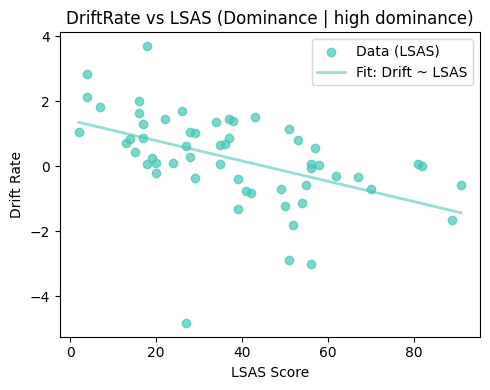 DriftRate vs LSAS (Dominance | high dominance)
Data (LSAS)
Fit: Drift ~ LSAS
Drift Rate
4
2
0
−2
−4
0
20
40
60
80
LSAS Score